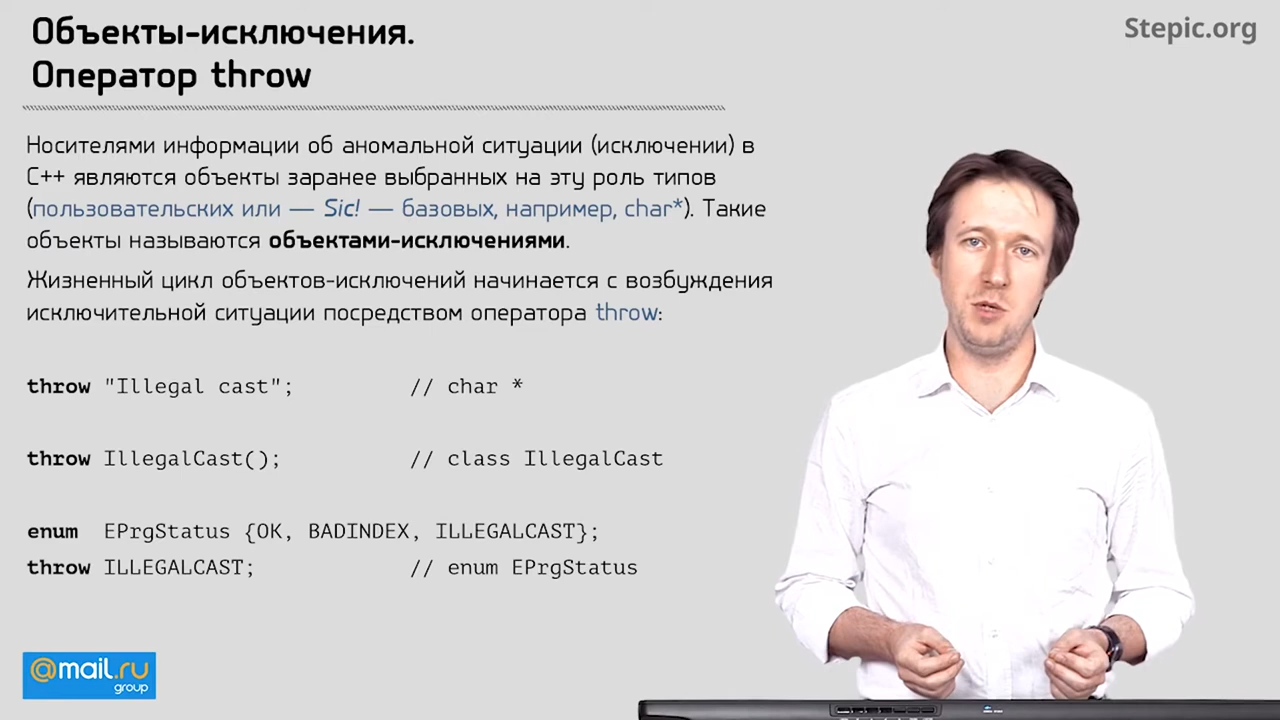 Объекты-исключения.
Оператор throw
Stepic.org
Носителями информации об аномальной ситуации (исключении) в
C++ являются объекты заранее выбранных на эту роль типов
(пользовательских или — Sic! — базовых, например, char*). Такие
объекты называются объектами-исключениями.
Жизненный цикл объектов-исключений начинается с возбуждения
исключительной ситуации посредством оператора throw:
throw "Illegal cast"; // char *
throw IllegalCast(); // class IllegalCast
enum EPrgStatus {OK, BADINDEX, ILLEGALCAST};
throw ILLEGALCAST; // enum EPrgStatus
@mail.ru
group